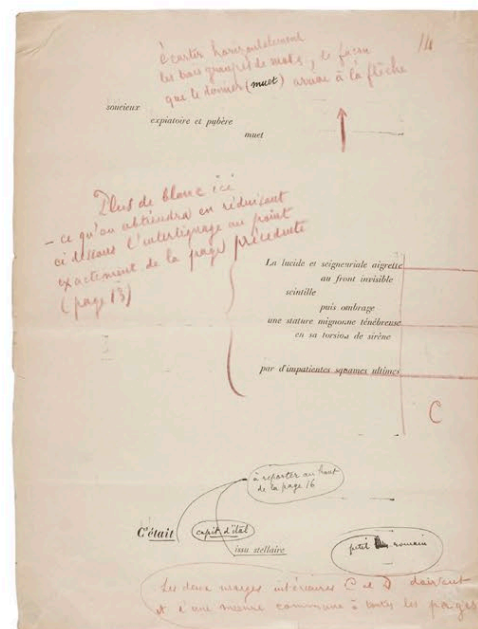 écarter horizontalement
les trois groupes de mots, de façon
que le dernier (muet) arrive à la flèche
soucieux
expiatoire et pubère
muet
Plus de blanc ici
- ce qu'on obtiendra en réduisant
ci dessous l'interlignage au point
exactement de la page précédente
(page 13)
La lucide et seigneuriale aigrette
au front invisible
scintille
puis ombrage
une stature mignonne ténébreuse
en sa torsion de sirène
par d'impatientes squames ultimes
C
à reporter au haut
de la page 16
C'était
issu stellaire
petit romain
Les deux marges intérieures C et D doivent
et d'une mesure commune à toutes les pages